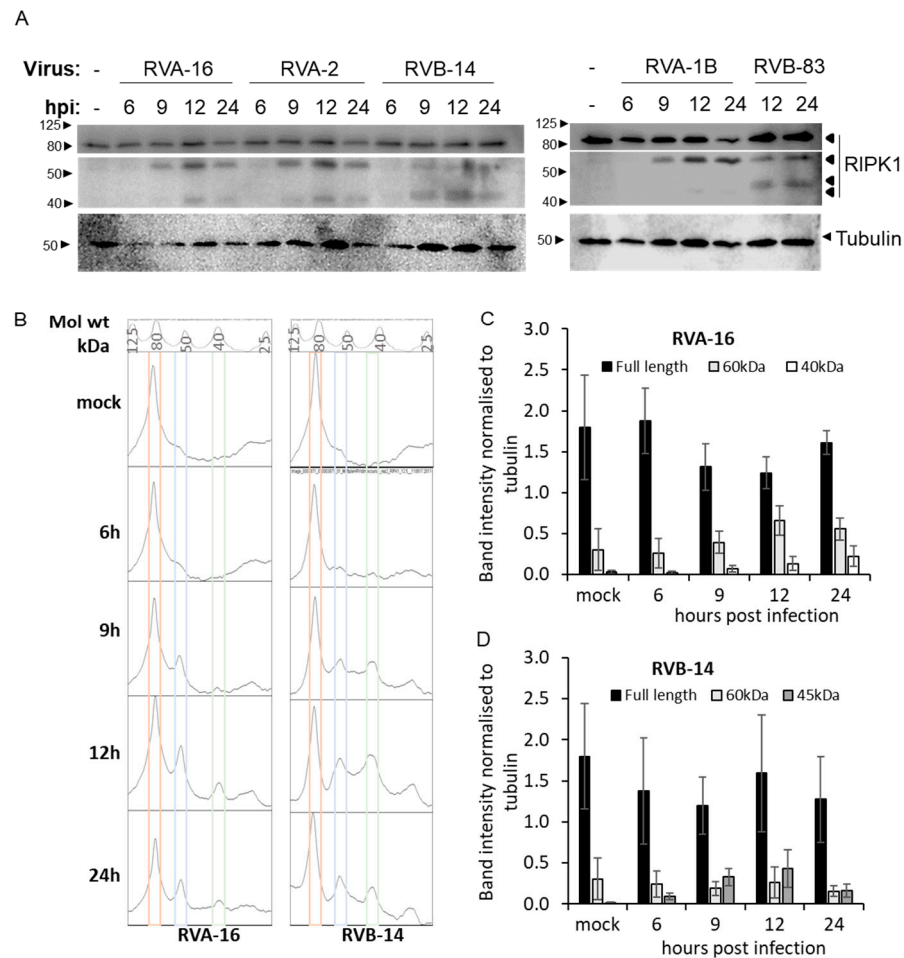 A
Virus: - RVA-16 RVA-2 RVB-14 - RVA-1B RVB-83
hpi: - 6 9 12 24 6 9 12 24 6 9 12 24 - 6 9 12 24 12 24
125
80
50
40
50
125
80
50
40
50
RIPK1
Tubulin
B
Mol wt
kDa
125 80 50 40 25
125 80 50 40 25
mock
6h
9h
12h
24h
RVA-16 RVB-14
C
RVA-16
Full length 60kDa 40kDa
Band intensity normalised to
tubulin
3.0
2.5
2.0
1.5
1.0
0.5
0.0
mock 6 9 12 24
hours post infection
D
RVB-14
Full length 60kDa 45kDa
Band intensity normalised to
tubulin
3.0
2.5
2.0
1.5
1.0
0.5
0.0
mock 6 9 12 24
hours post infection